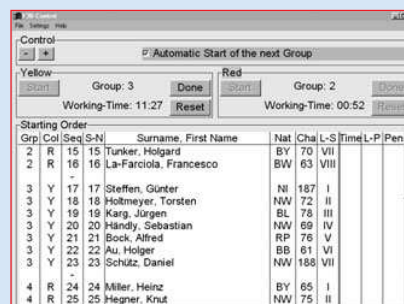 File Settings Help
Control
- +
Automatic Start of the next Group
Yellow Red
Start Group: 3 Done Start Group: 2 Done
Working-Time: 11:27 Reset Working-Time: 00:52 Reset
Starting Order
Grp Col Seq S-N Surname, First Name Nat Cha L-S Time L-P Pen
2 R 15 15 Tunker, Holgard BY 70 VII
2 R 16 16 La-Farciola, Francesco BW 63 VIII
-
3 Y 17 17 Steffen, Günter NI 187 I
3 Y 18 18 Holtmeyer, Torsten NW 72 II
3 Y 19 19 Karg, Jürgen BL 78 III
3 Y 20 20 Händly, Sebastian NW 69 IV
3 Y 21 21 Bock, Alfred RP 76 V
3 Y 22 22 Au, Holger BB 61 VI
3 Y 23 23 Schütz, Daniel NW 188 VII
-
4 R 24 24 Miller, Heinz BY 65 I
4 R 25 25 Hegner, Knut NW 75 II